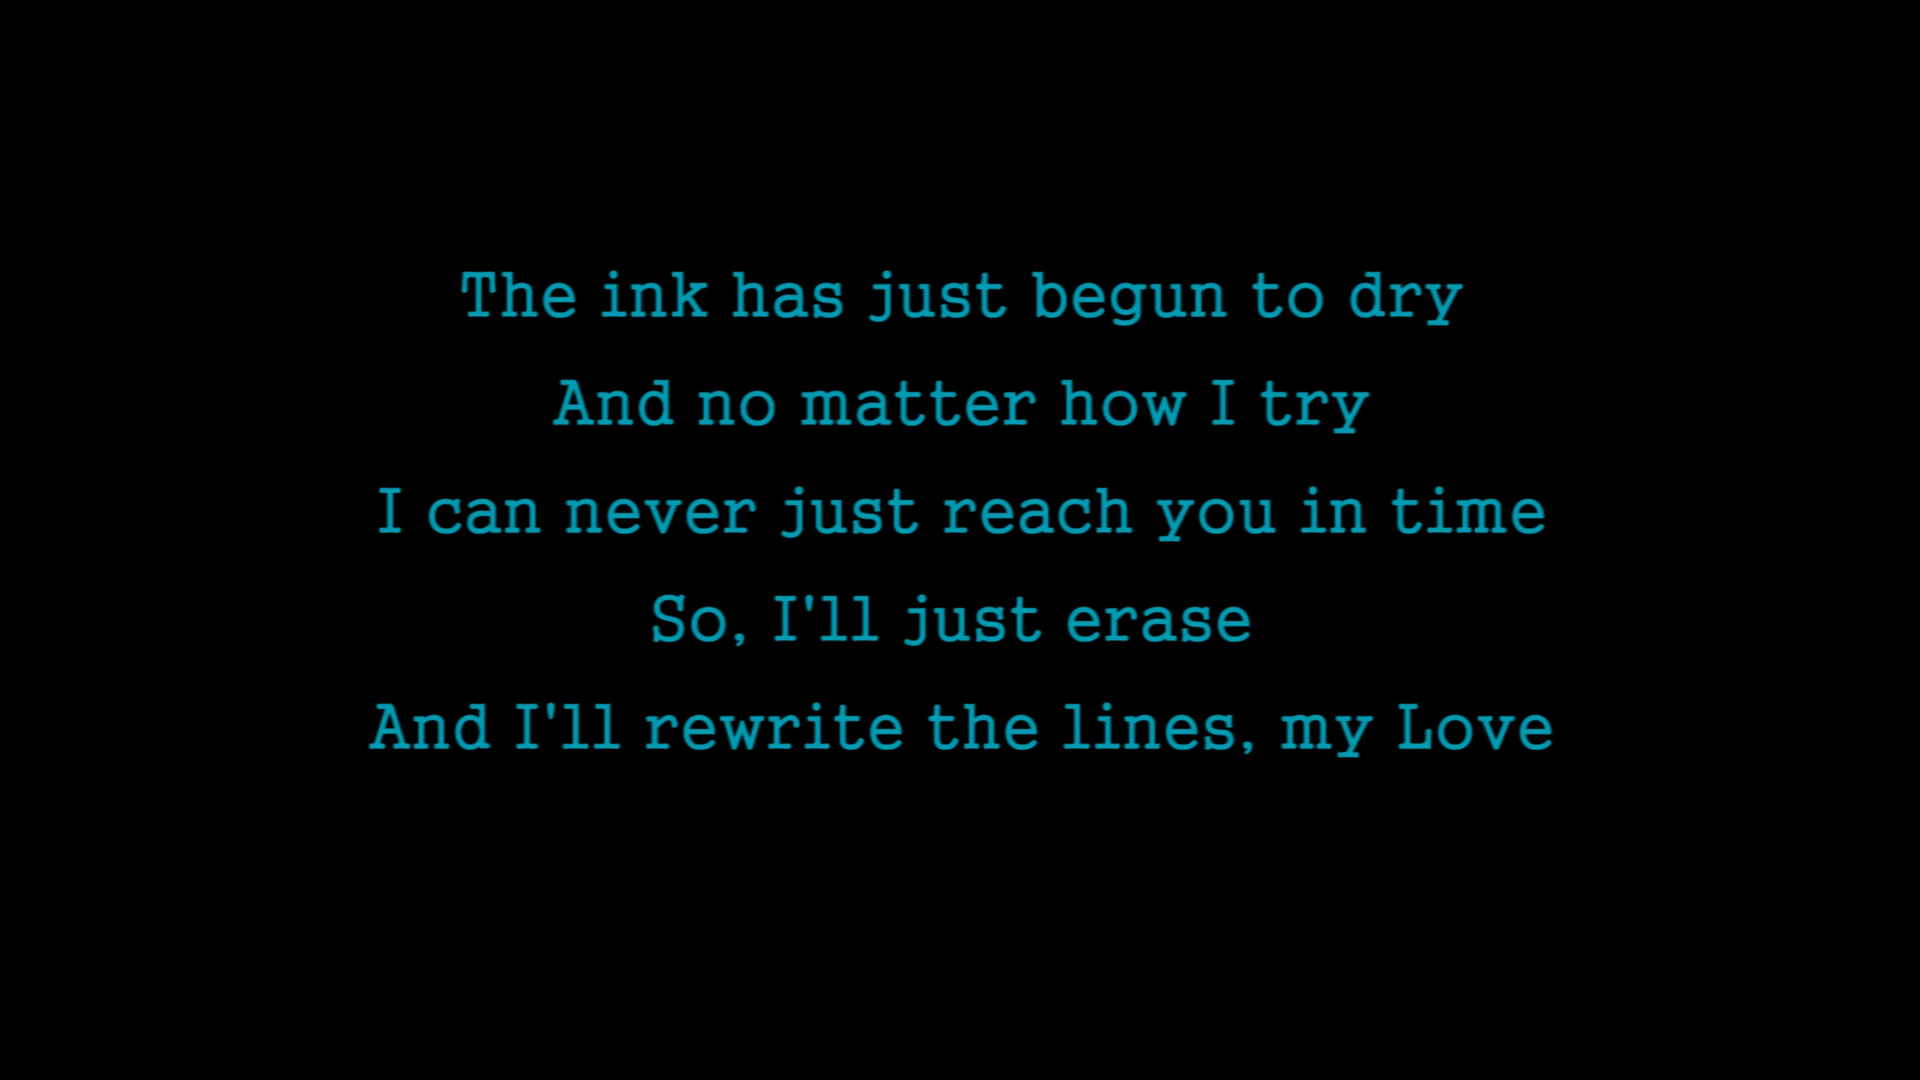 The ink has just begun to dry
And no matter how I try
I can never just reach you in time
So, I'll just erase
And I'll rewrite the lines, my Love